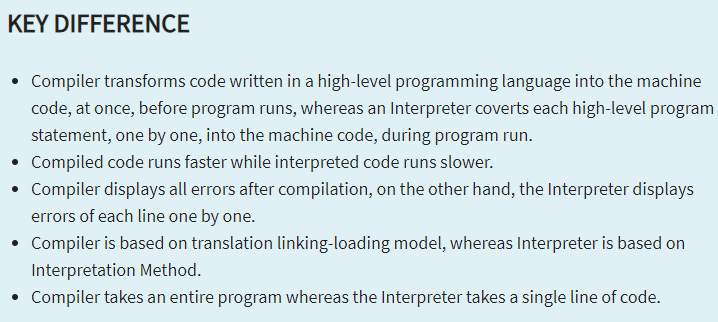 KEY DIFFERENCE
• Compiler transforms code written in a high-level programming language into the machine
code, at once, before program runs, whereas an Interpreter coverts each high-level program
statement, one by one, into the machine code, during program run.
• Compiled code runs faster while interpreted code runs slower.
• Compiler displays all errors after compilation, on the other hand, the Interpreter displays
errors of each line one by one.
• Compiler is based on translation linking-loading model, whereas Interpreter is based on
Interpretation Method.
• Compiler takes an entire program whereas the Interpreter takes a single line of code.